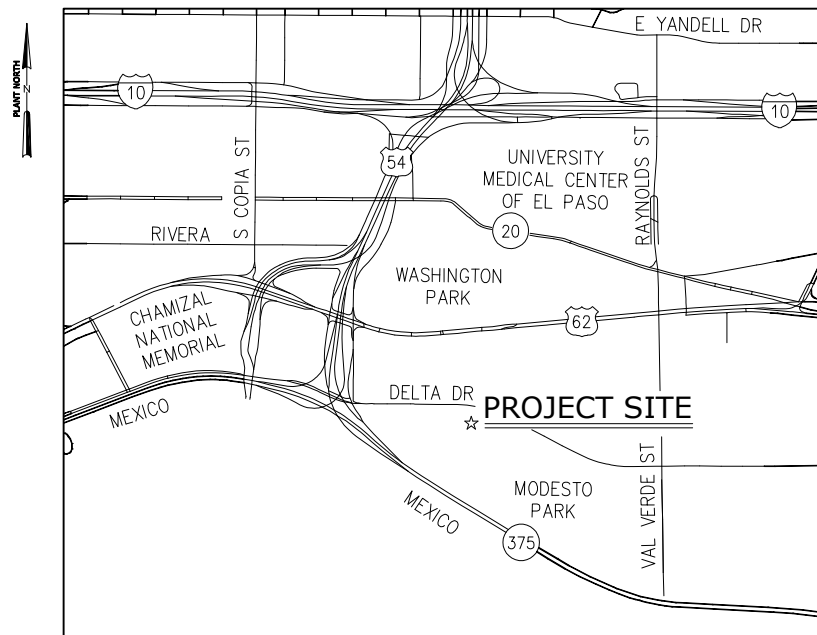 E YANDELL DR
PLANT NORTH
N
10
10
54
S COPIA ST
UNIVERSITY
MEDICAL CENTER
OF EL PASO
RAYNOLDS ST
RIVERA
20
WASHINGTON
PARK
CHAMIZAL
NATIONAL
MEMORIAL
62
DELTA DR
PROJECT SITE
MEXICO
MODESTO
PARK
VAL VERDE ST
MEXICO
375